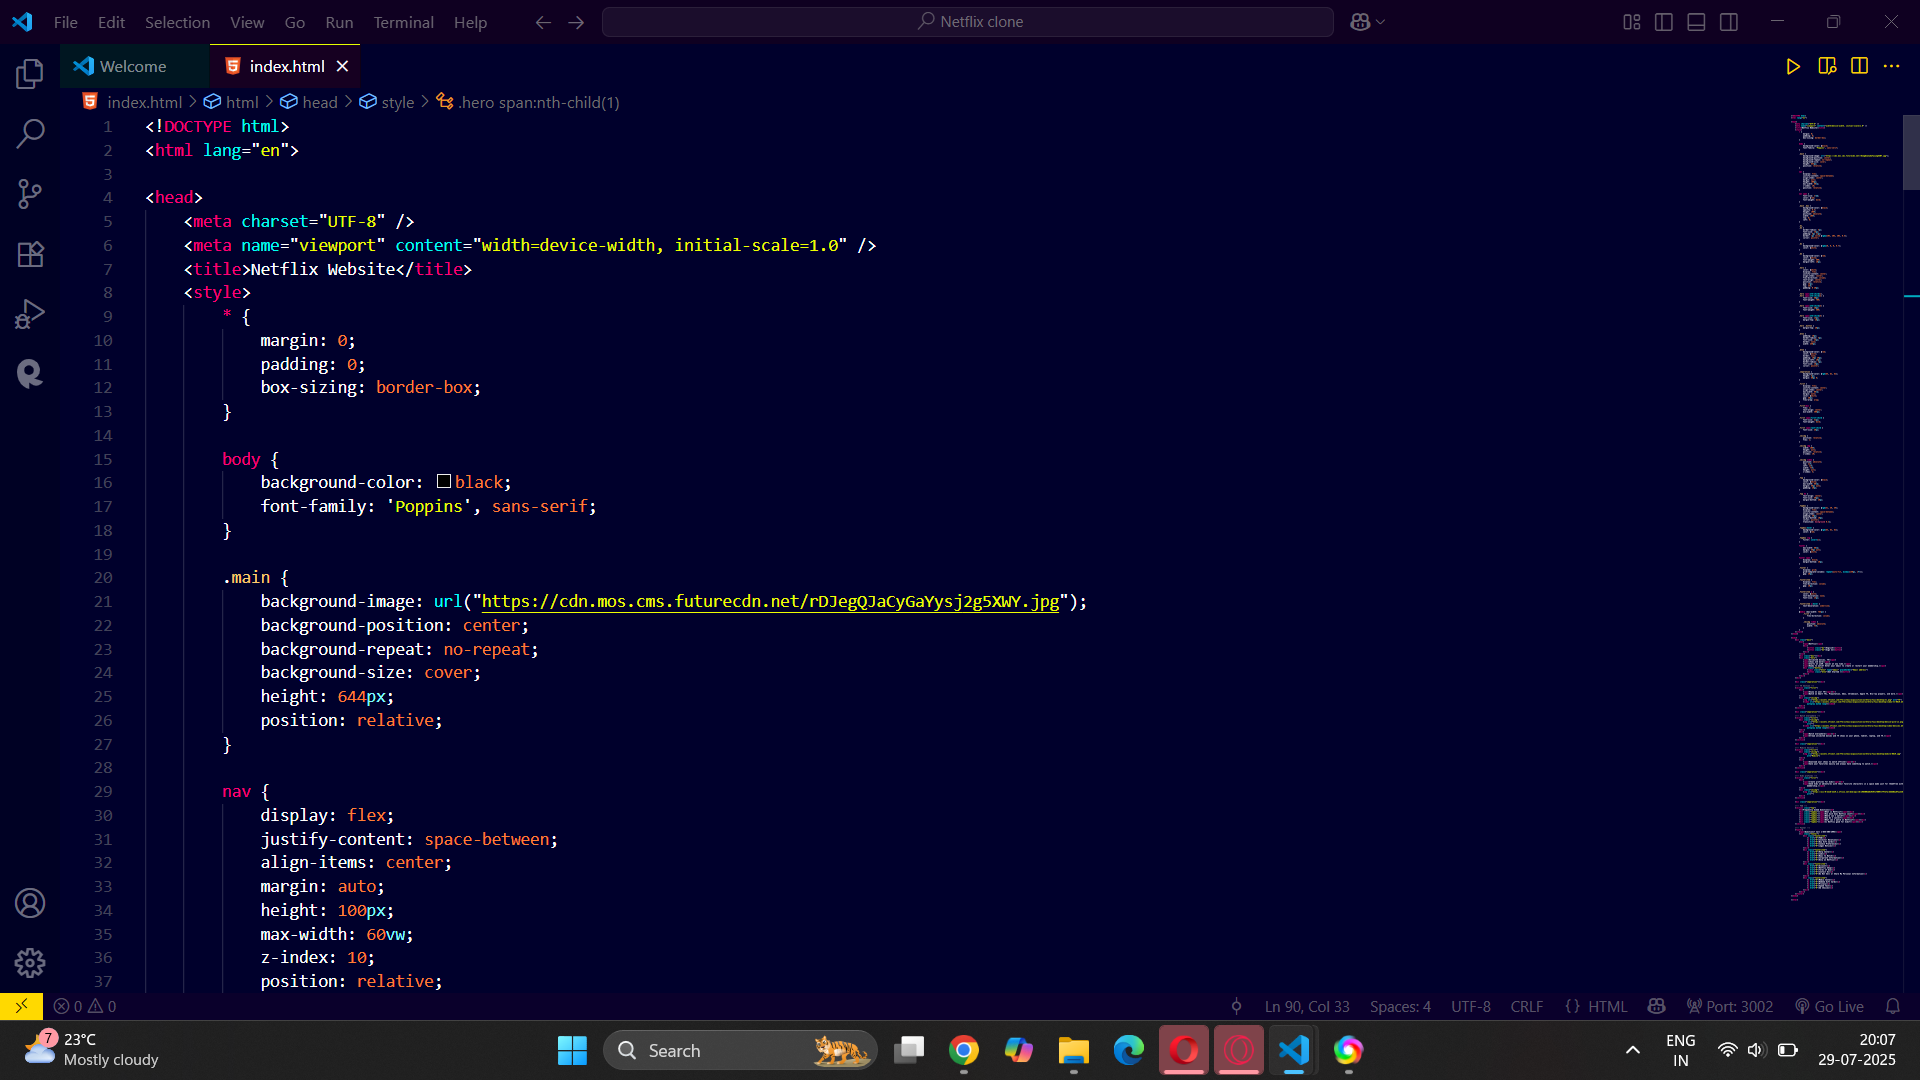 File Edit Selection View Go Run Terminal Help
Netflix clone
Welcome
index.html
index.html > html > head > style > .hero span:nth-child(1)
1 <!DOCTYPE html>
2 <html lang="en">
3
4 <head>
5 <meta charset="UTF-8" />
6 <meta name="viewport" content="width=device-width, initial-scale=1.0" />
7 <title>Netflix Website</title>
8 <style>
9 * {
10 margin: 0;
11 padding: 0;
12 box-sizing: border-box;
13 }
14
15 body {
16 background-color: black;
17 font-family: 'Poppins', sans-serif;
18 }
19
20 .main {
21 background-image: url("https://cdn.mos.cms.futurecdn.net/rDJegQJaCyGaYysj2g5XWY.jpg");
22 background-position: center;
23 background-repeat: no-repeat;
24 background-size: cover;
25 height: 644px;
26 position: relative;
27 }
28
29 nav {
30 display: flex;
31 justify-content: space-between;
32 align-items: center;
33 margin: auto;
34 height: 100px;
35 max-width: 60vw;
36 z-index: 10;
37 position: relative;
0 0
Ln 90, Col 33 Spaces: 4 UTF-8 CRLF {} HTML Port: 3002 Go Live
7
23°C
Mostly cloudy
Search
ENG
IN
20:07
29-07-2025